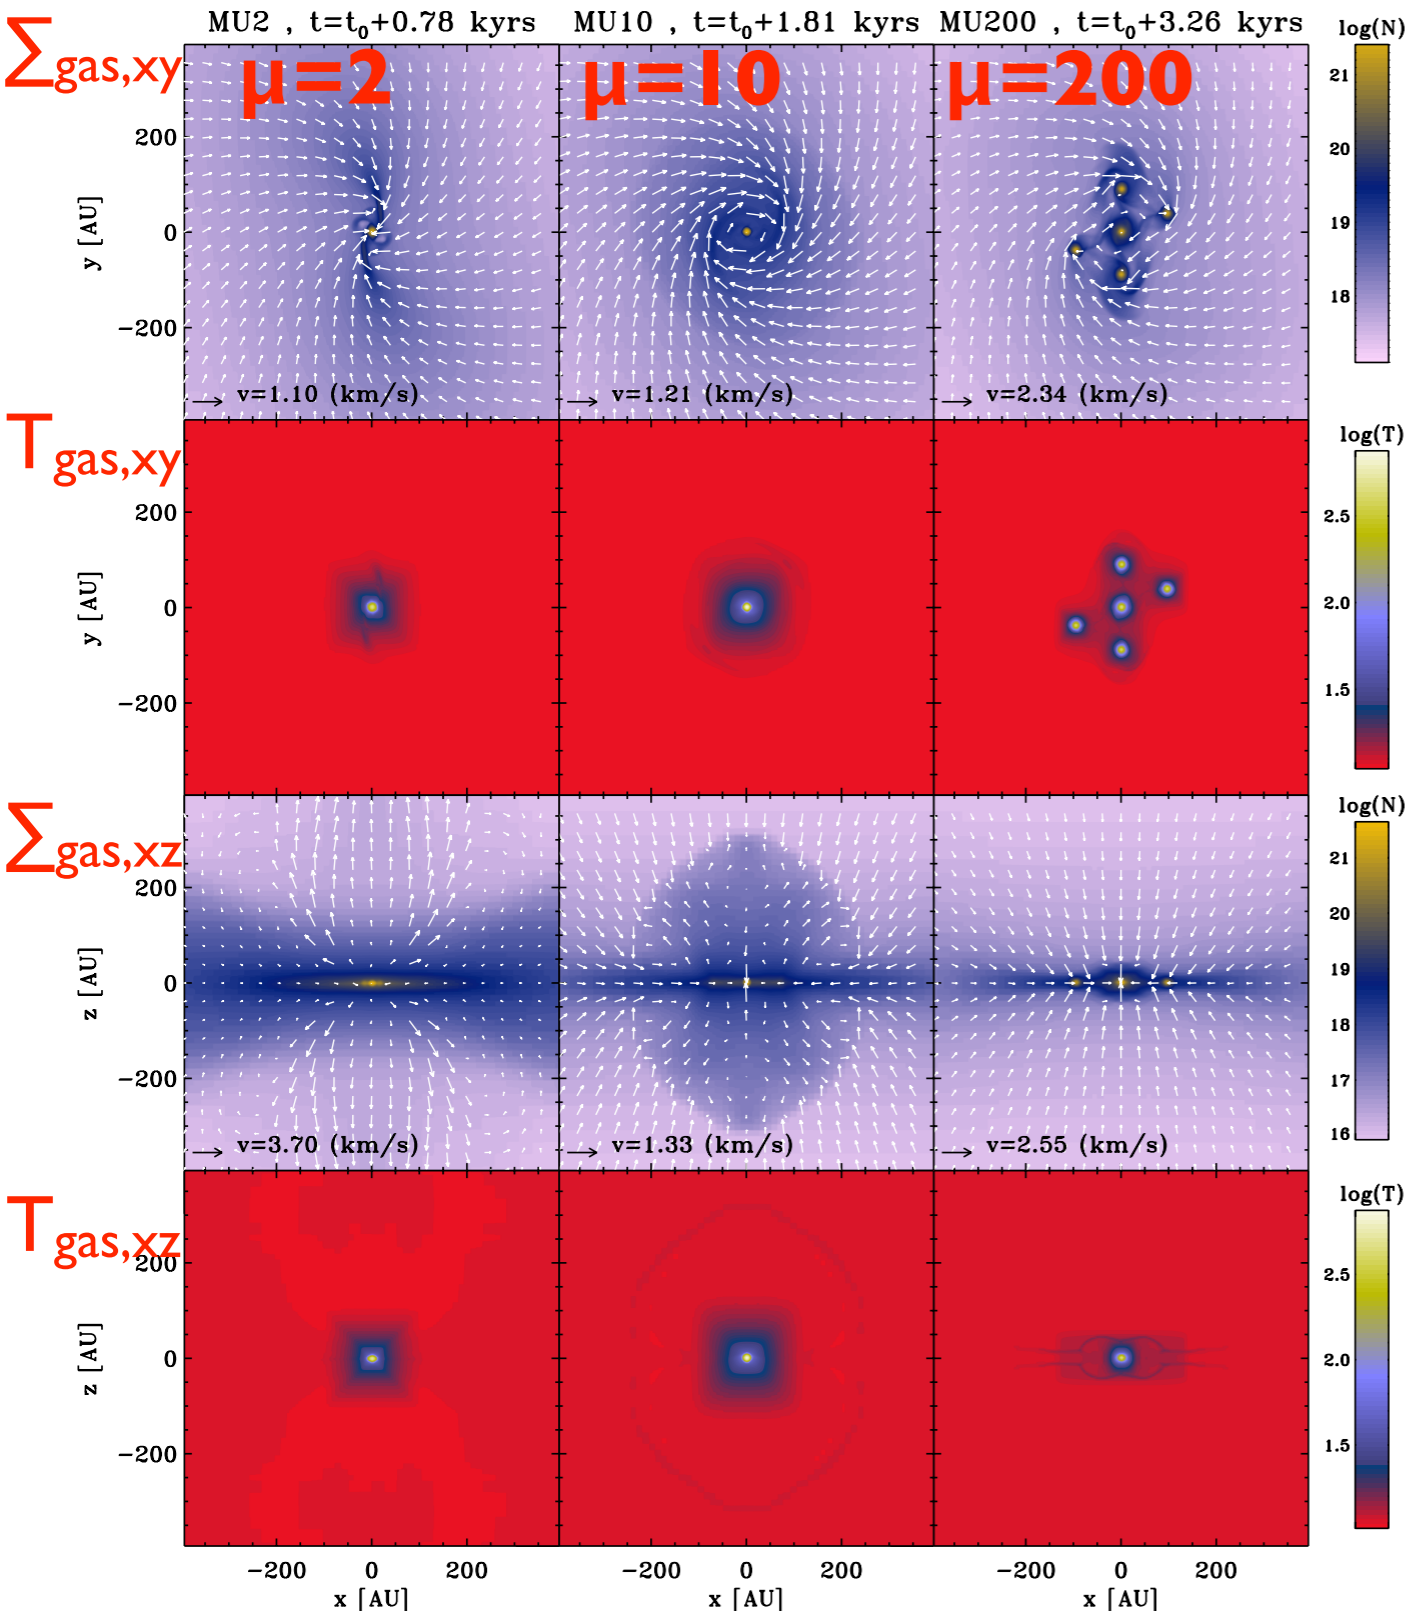 MU2 , t=t₀+0.78 kyrs MU10 , t=t₀+1.81 kyrs MU200 , t=t₀+3.26 kyrs log(N)
Σgas,xy μ=2 μ=10 μ=200
21
200
20
y [AU] 0
19
−200
18
v=1.10 (km/s) v=1.21 (km/s) v=2.34 (km/s)
Tgas,xy log(T)
200
2.5
y [AU] 0
2.0
−200
1.5
Σgas,xz log(N)
21
200
20
z [AU] 0
19
18
−200
17
v=3.70 (km/s) v=1.33 (km/s) v=2.55 (km/s) 16
Tgas,xz log(T)
200
2.5
z [AU] 0
2.0
−200
1.5
−200 0 200 −200 0 200 −200 0 200
x [AU] x [AU] x [AU]